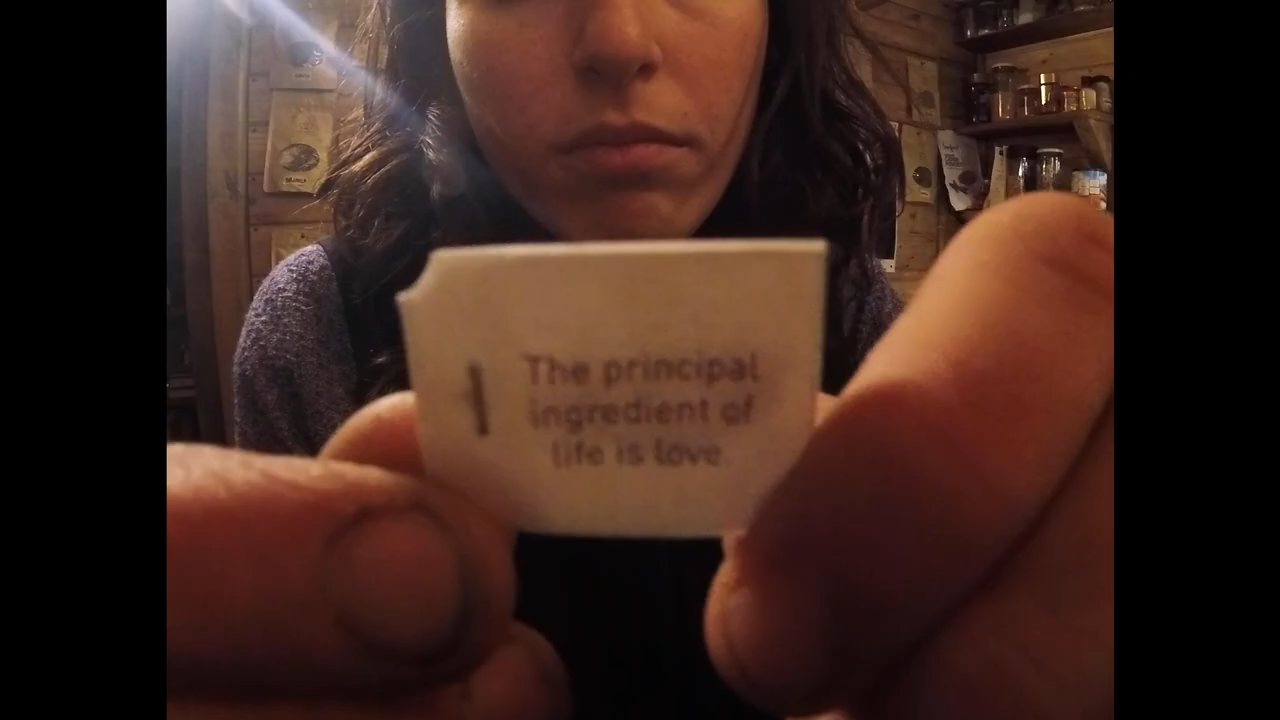 The principal
ingredient of
life is love.